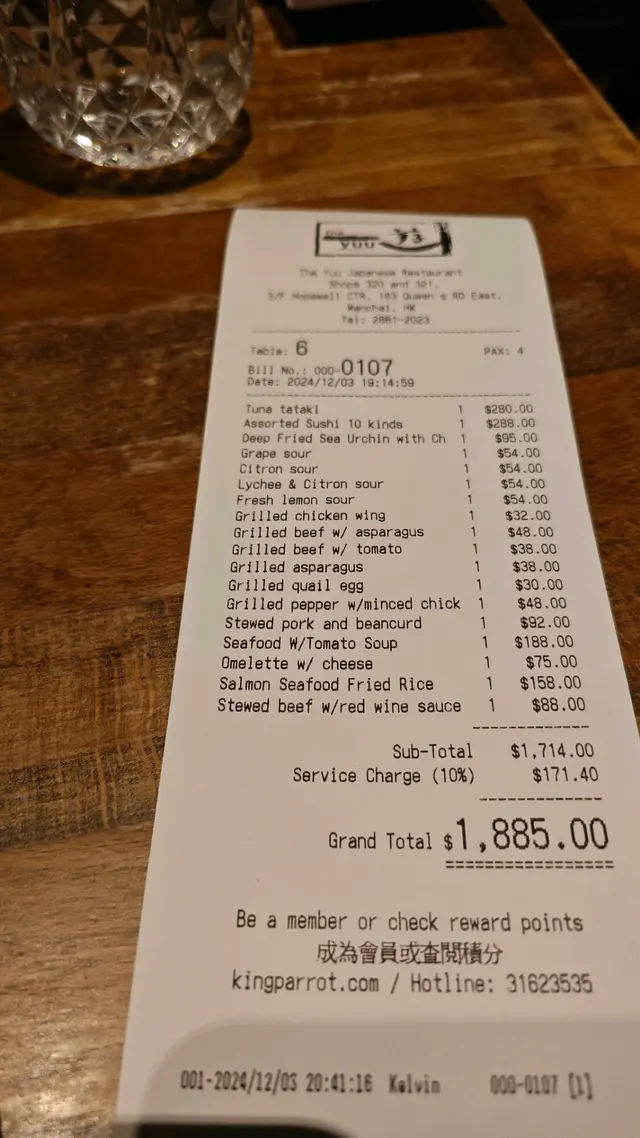 the
yuu
The Yuu Japanese Restaurant
Shops 320 and 321,
3/F Hopewell CTR, 183 Queen's RD East,
Wanchai, HK
Tel: 2861-2023
Table: 6 PAX: 4
Bill No.: 000-0107
Date: 2024/12/03 19:14:59
Tuna tataki 1 $280.00
Assorted Sushi 10 kinds 1 $288.00
Deep Fried Sea Urchin with Ch 1 $95.00
Grape sour 1 $54.00
Citron sour 1 $54.00
Lychee & Citron sour 1 $54.00
Fresh lemon sour 1 $54.00
Grilled chicken wing 1 $32.00
Grilled beef w/ asparagus 1 $48.00
Grilled beef w/ tomato 1 $38.00
Grilled asparagus 1 $38.00
Grilled quail egg 1 $30.00
Grilled pepper w/minced chick 1 $48.00
Stewed pork and beancurd 1 $92.00
Seafood W/Tomato Soup 1 $188.00
Omelette w/ cheese 1 $75.00
Salmon Seafood Fried Rice 1 $158.00
Stewed beef w/red wine sauce 1 $88.00
Sub-Total $1,714.00
Service Charge (10%) $171.40
Grand Total $1,885.00
Be a member or check reward points
成為會員或查閱積分
kingparrot.com / Hotline: 31623535
001-2024/12/03 20:41:16 Kelvin 000-0107 [1]